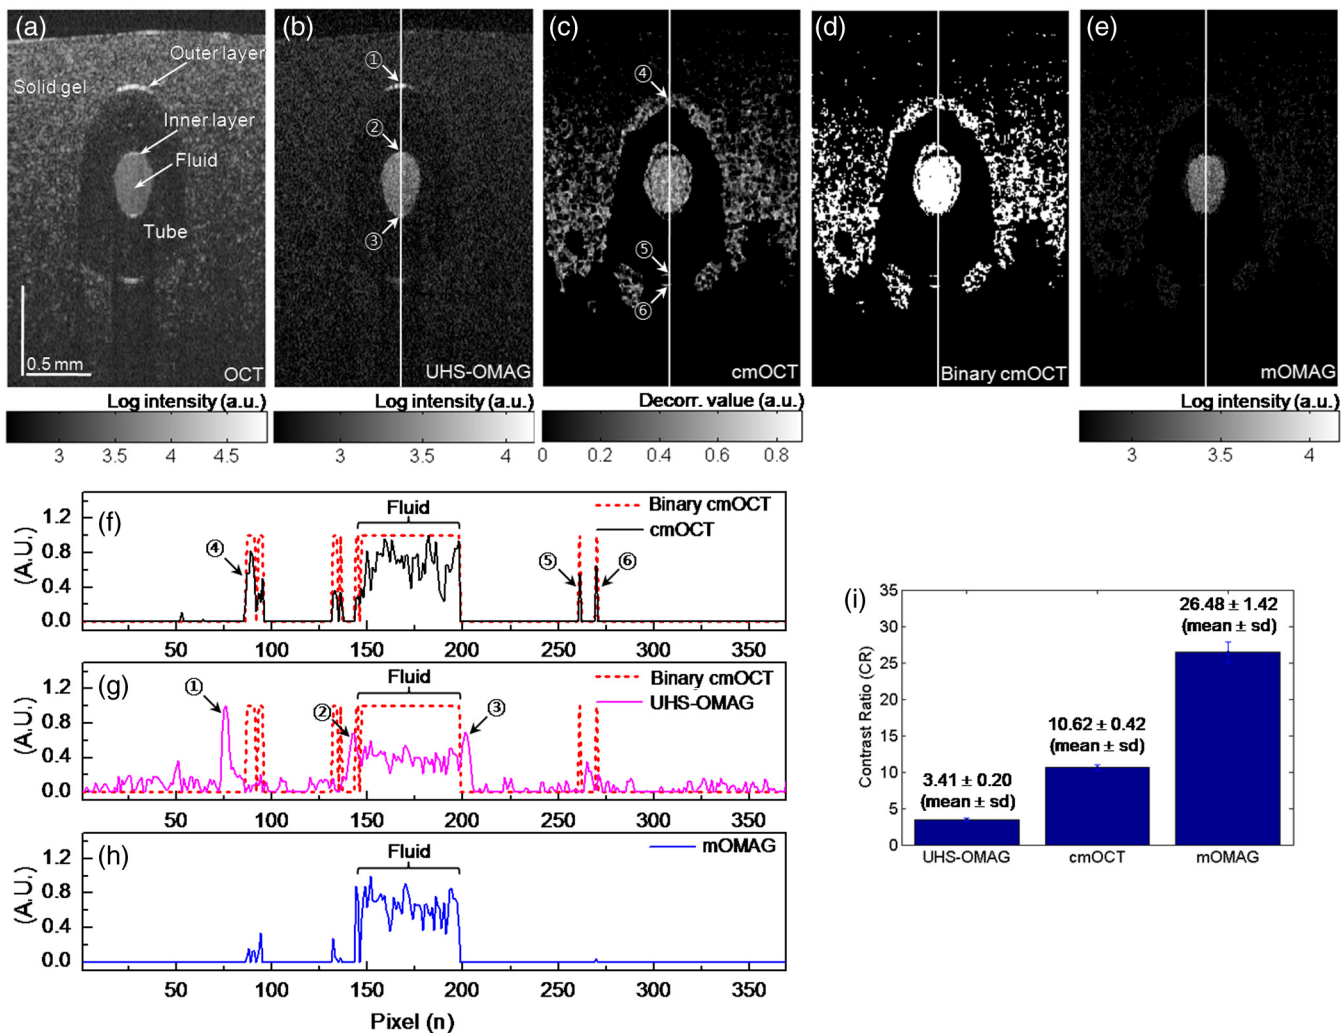 (a)
Outer layer
Solid gel
Inner layer
Fluid
Tube
0.5 mm
OCT
Log intensity (a.u.)
3 3.5 4 4.5
(b)
①
②
③
UHS-OMAG
Log intensity (a.u.)
3 3.5 4
(c)
④
⑤
⑥
cmOCT
Decorr. value (a.u.)
0 0.2 0.4 0.6 0.8
(d)
Binary cmOCT
(e)
mOMAG
Log intensity (a.u.)
3 3.5 4
(f)
Fluid
Binary cmOCT
cmOCT
④
⑤
⑥
(A.U.)
1.2
0.8
0.4
0.0
50 100 150 200 250 300 350
(g)
Fluid
Binary cmOCT
UHS-OMAG
①
②
③
(A.U.)
1.2
0.8
0.4
0.0
50 100 150 200 250 300 350
(h)
Fluid
mOMAG
(A.U.)
1.2
0.8
0.4
0.0
50 100 150 200 250 300 350
Pixel (n)
(i)
Contrast Ratio (CR)
35
30
25
20
15
10
5
0
3.41 ± 0.20
(mean ± sd)
10.62 ± 0.42
(mean ± sd)
26.48 ± 1.42
(mean ± sd)
UHS-OMAG cmOCT mOMAG